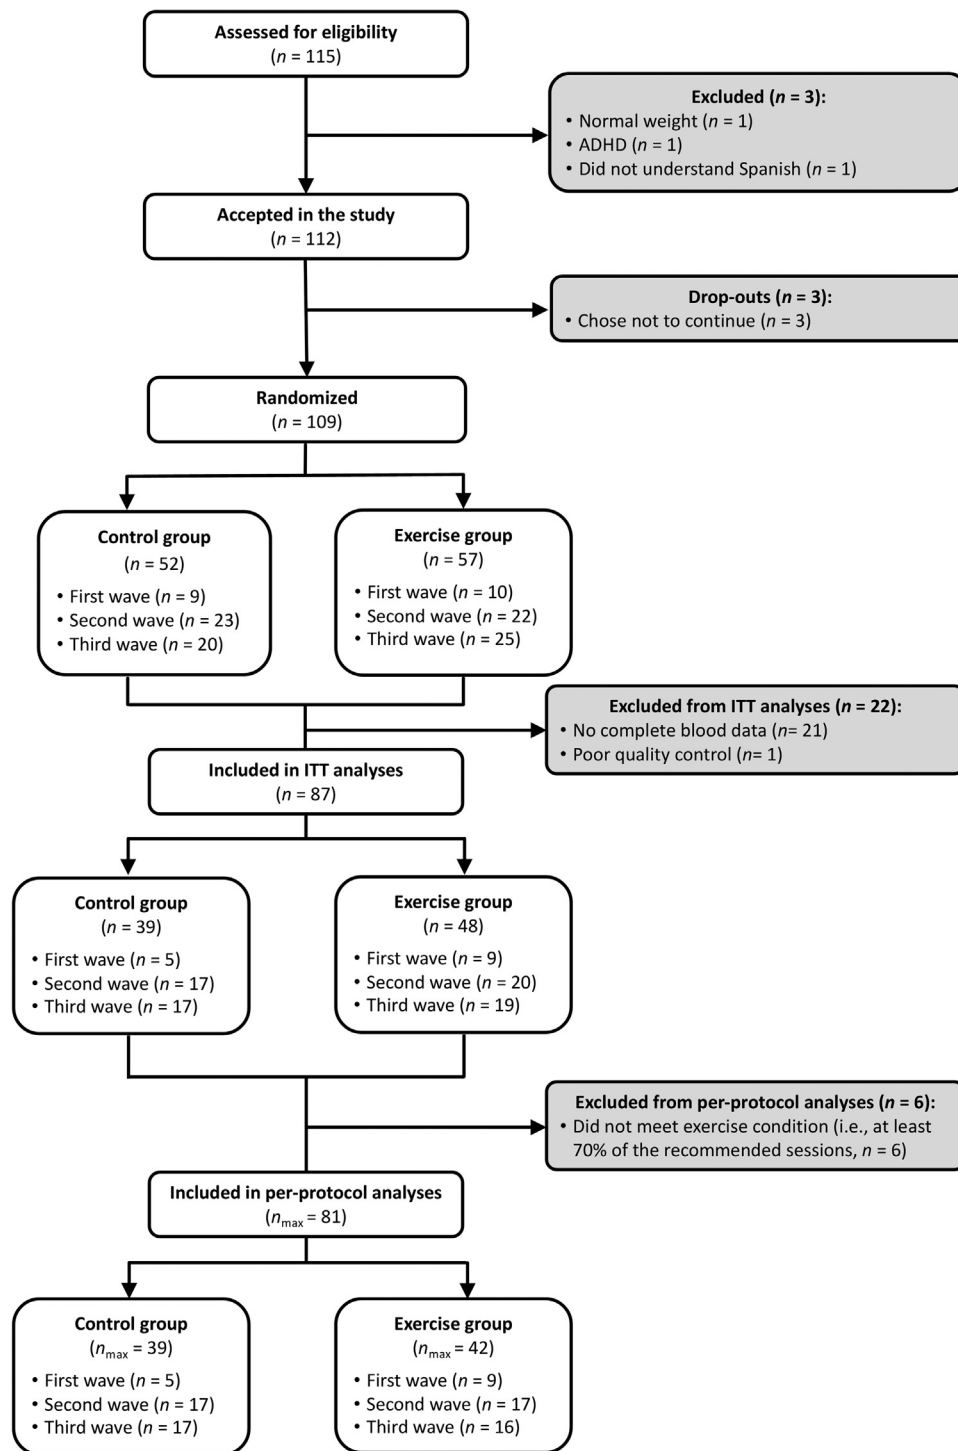 Assessed for eligibility
(n = 115)
Excluded (n = 3):
• Normal weight (n = 1)
• ADHD (n = 1)
• Did not understand Spanish (n = 1)
Accepted in the study
(n = 112)
Drop-outs (n = 3):
• Chose not to continue (n = 3)
Randomized
(n = 109)
Control group
(n = 52)
• First wave (n = 9)
• Second wave (n = 23)
• Third wave (n = 20)
Exercise group
(n = 57)
• First wave (n = 10)
• Second wave (n = 22)
• Third wave (n = 25)
Excluded from ITT analyses (n = 22):
• No complete blood data (n= 21)
• Poor quality control (n= 1)
Included in ITT analyses
(n = 87)
Control group
(n = 39)
• First wave (n = 5)
• Second wave (n = 17)
• Third wave (n = 17)
Exercise group
(n = 48)
• First wave (n = 9)
• Second wave (n = 20)
• Third wave (n = 19)
Excluded from per-protocol analyses (n = 6):
• Did not meet exercise condition (i.e., at least
70% of the recommended sessions, n = 6)
Included in per-protocol analyses
(nmax = 81)
Control group
(nmax = 39)
• First wave (n = 5)
• Second wave (n = 17)
• Third wave (n = 17)
Exercise group
(nmax = 42)
• First wave (n = 9)
• Second wave (n = 17)
• Third wave (n = 16)